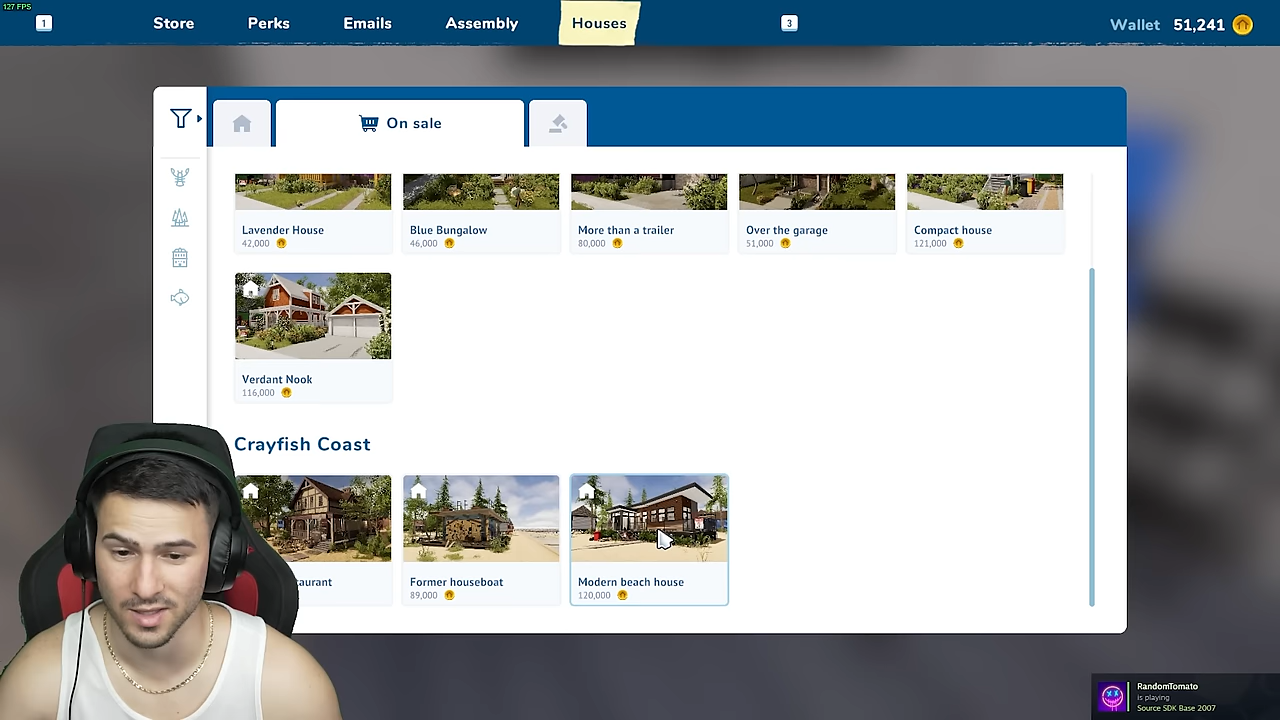 127 FPS
1
Store
Perks
Emails
Assembly
Houses
3
Wallet 51,241
On sale
Lavender House
42,000
Blue Bungalow
46,000
More than a trailer
80,000
Over the garage
51,000
Compact house
121,000
Verdant Nook
116,000
Crayfish Coast
Former houseboat
89,000
Modern beach house
120,000
RandomTomato
is playing
Source SDK Base 2007